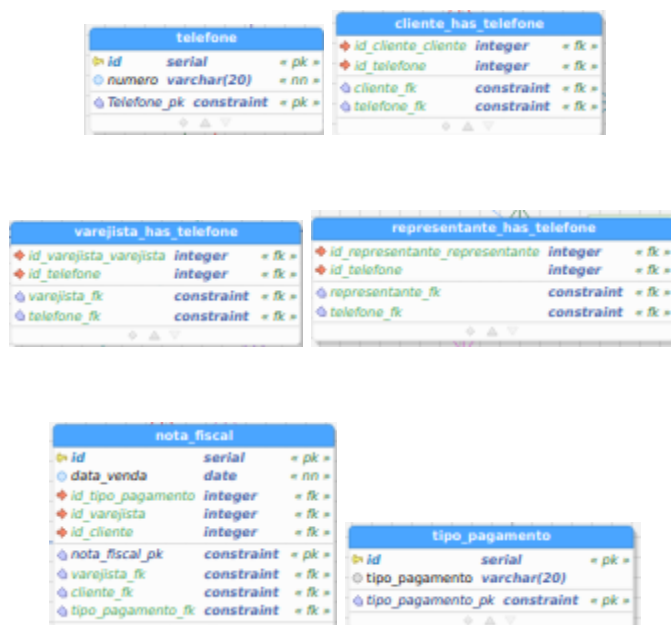 telefone
id serial « pk »
numero varchar(20) « nn »
Telefone_pk constraint « pk »
cliente_has_telefone
id_cliente_cliente integer « fk »
id_telefone integer « fk »
cliente_fk constraint « fk »
telefone_fk constraint « fk »
varejista_has_telefone
id_varejista_varejista integer « fk »
id_telefone integer « fk »
varejista_fk constraint « fk »
telefone_fk constraint « fk »
representante_has_telefone
id_representante_representante integer « fk »
id_telefone integer « fk »
representante_fk constraint « fk »
telefone_fk constraint « fk »
nota_fiscal
id serial « pk »
data_venda date « nn »
id_tipo_pagamento integer « fk »
id_varejista integer « fk »
id_cliente integer « fk »
nota_fiscal_pk constraint « pk »
varejista_fk constraint « fk »
cliente_fk constraint « fk »
tipo_pagamento_fk constraint « fk »
tipo_pagamento
id serial « pk »
tipo_pagamento varchar(20)
tipo_pagamento_pk constraint « pk »